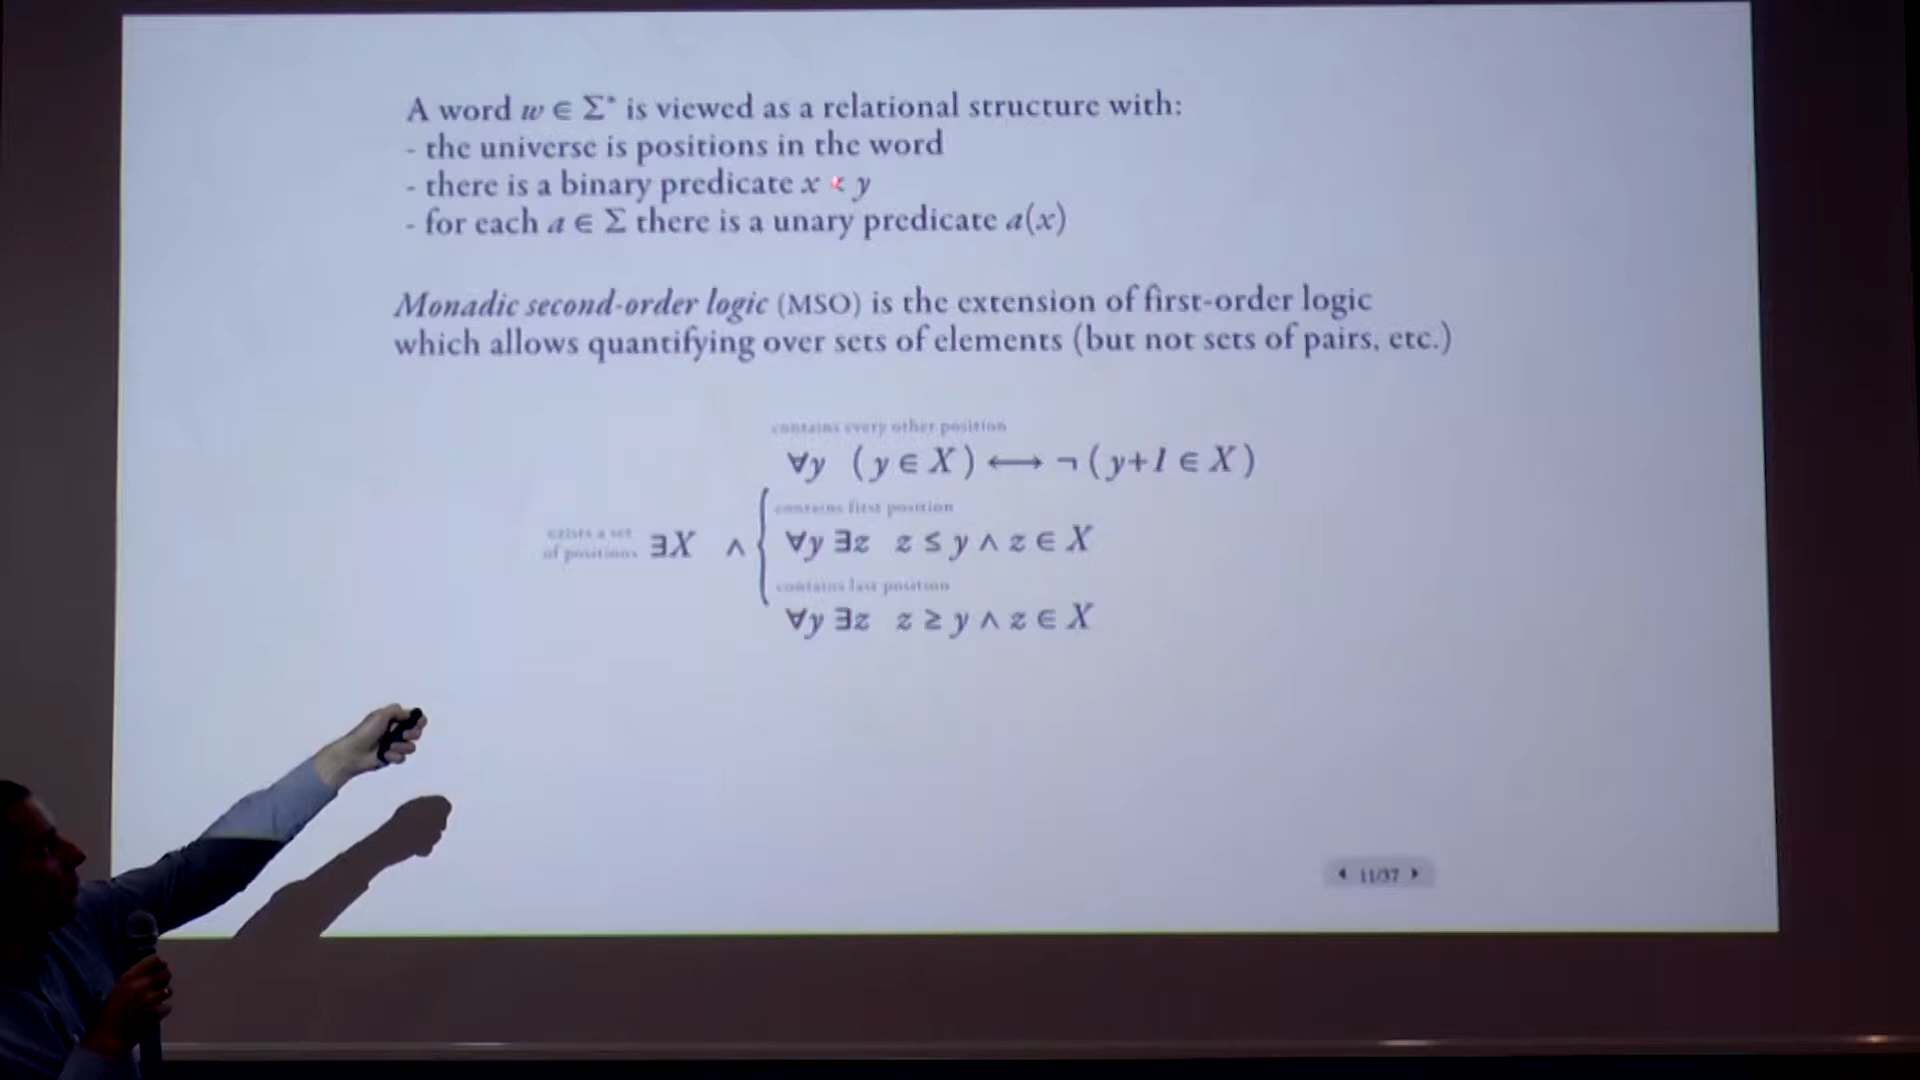 A word w ∈ Σ* is viewed as a relational structure with:
- the universe is positions in the word
- there is a binary predicate x < y
- for each a ∈ Σ there is a unary predicate a(x)
Monadic second-order logic (MSO) is the extension of first-order logic
which allows quantifying over sets of elements (but not sets of pairs, etc.)
contains every other position
∀y (y ∈ X) ⟷ ¬ (y+1 ∈ X)
contains first position
exists a set
of positions ∃X ∧ { ∀y ∃z z ≤ y ∧ z ∈ X
contains last position
∀y ∃z z ≥ y ∧ z ∈ X
11/37